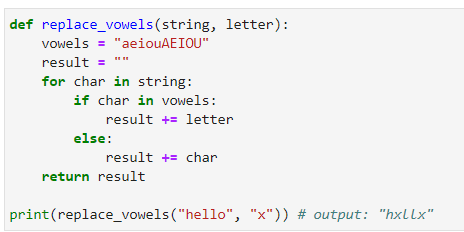 def replace_vowels(string, letter):
    vowels = "aeiouAEIOU"
    result = ""
    for char in string:
        if char in vowels:
            result += letter
        else:
            result += char
    return result

print(replace_vowels("hello", "x")) # output: "hxllx"